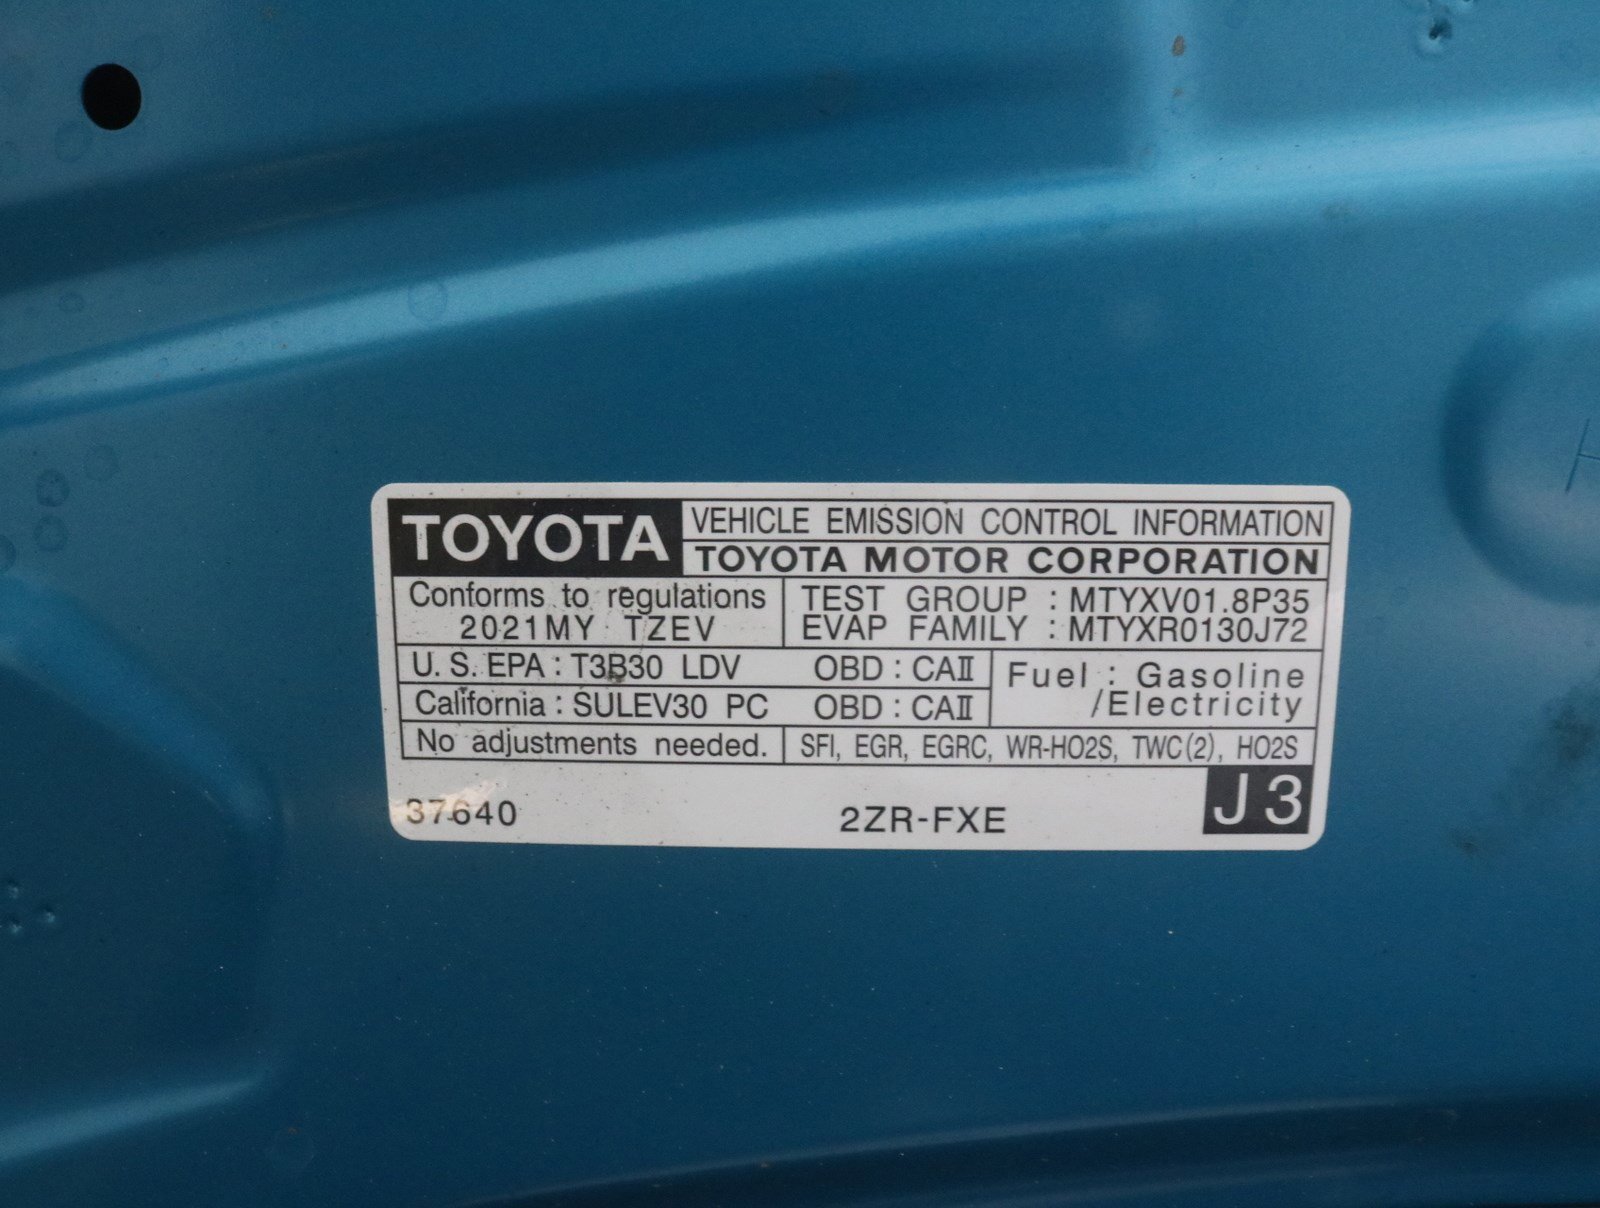 TOYOTA
VEHICLE EMISSION CONTROL INFORMATION
TOYOTA MOTOR CORPORATION
Conforms to regulations
2021MY TZEV
TEST GROUP : MTYXV01.8P35
EVAP FAMILY : MTYXR0130J72
U.S.EPA : T3B30 LDV OBD : CAⅡ
California : SULEV30 PC OBD : CAⅡ
Fuel : Gasoline
/Electricity
No adjustments needed.
SFI, EGR, EGRC, WR-HO2S, TWC(2), HO2S
37640
2ZR-FXE
J3